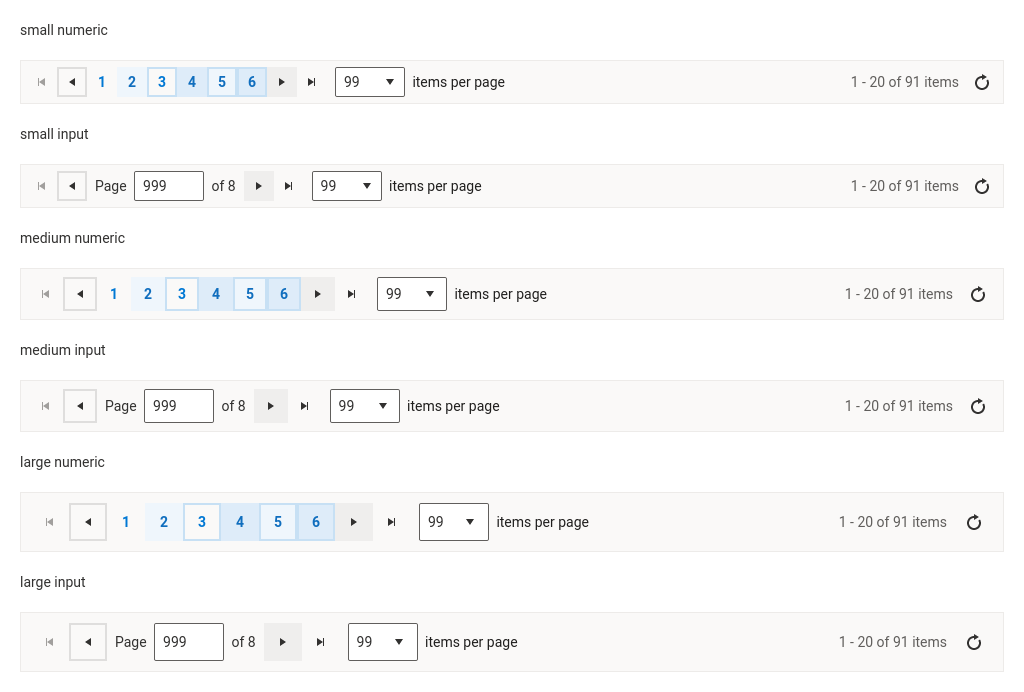 small numeric
1 2 3 4 5 6 99 items per page 1 - 20 of 91 items
small input
Page 999 of 8 99 items per page 1 - 20 of 91 items
medium numeric
1 2 3 4 5 6 99 items per page 1 - 20 of 91 items
medium input
Page 999 of 8 99 items per page 1 - 20 of 91 items
large numeric
1 2 3 4 5 6 99 items per page 1 - 20 of 91 items
large input
Page 999 of 8 99 items per page 1 - 20 of 91 items